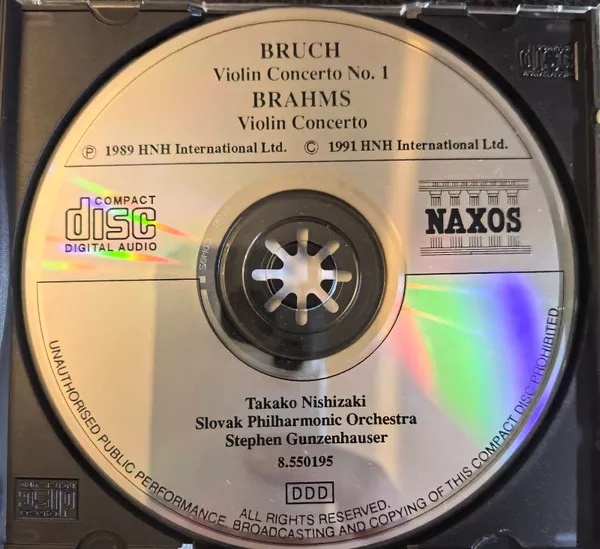 BRUCH
Violin Concerto No. 1
BRAHMS
Violin Concerto
Ⓟ 1989 HNH International Ltd. © 1991 HNH International Ltd.
COMPACT
disc
DIGITAL AUDIO
NAXOS
Takako Nishizaki
Slovak Philharmonic Orchestra
Stephen Gunzenhauser
8.550195
DDD
ALL RIGHTS RESERVED.
UNAUTHORISED PUBLIC PERFORMANCE, BROADCASTING AND COPYING OF THIS COMPACT DISC PROHIBITED.